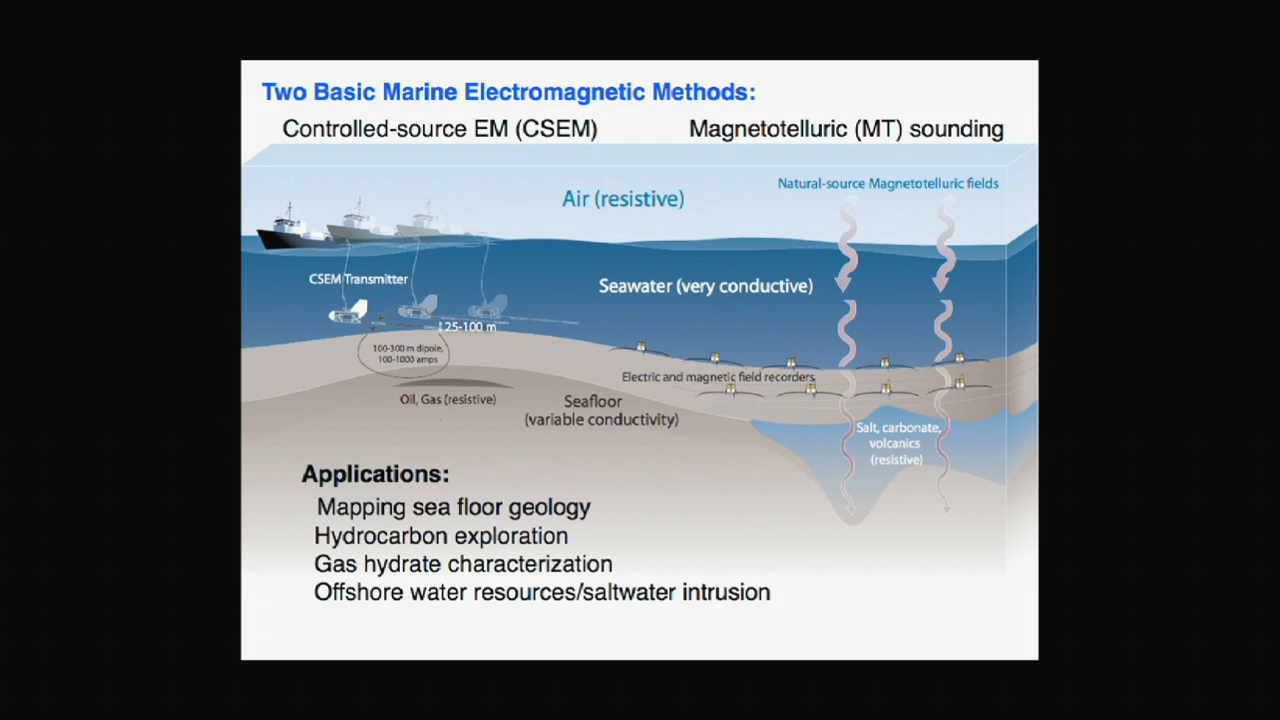 Two Basic Marine Electromagnetic Methods:
Controlled-source EM (CSEM)
Magnetotelluric (MT) sounding
Natural-source Magnetotelluric fields
Air (resistive)
CSEM Transmitter
Seawater (very conductive)
25-100 m
100-300 m dipole,
100-1000 amps
Electric and magnetic field recorders
Oil, Gas (resistive)
Seafloor
(variable conductivity)
Salt, carbonate,
volcanics
(resistive)
Applications:
Mapping sea floor geology
Hydrocarbon exploration
Gas hydrate characterization
Offshore water resources/saltwater intrusion